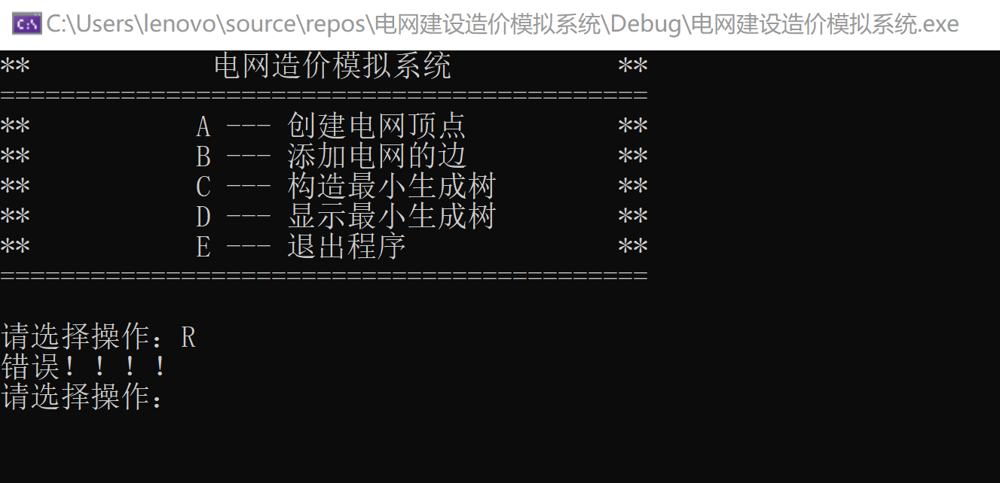 C:\Users\lenovo\source\repos\电网建设造价模拟系统\Debug\电网建设造价模拟系统.exe
**            电网造价模拟系统           **
===========================================
**           A --- 创建电网顶点          **
**           B --- 添加电网的边          **
**           C --- 构造最小生成树        **
**           D --- 显示最小生成树        **
**           E --- 退出程序              **
===========================================
请选择操作：R
错误！！！！
请选择操作：